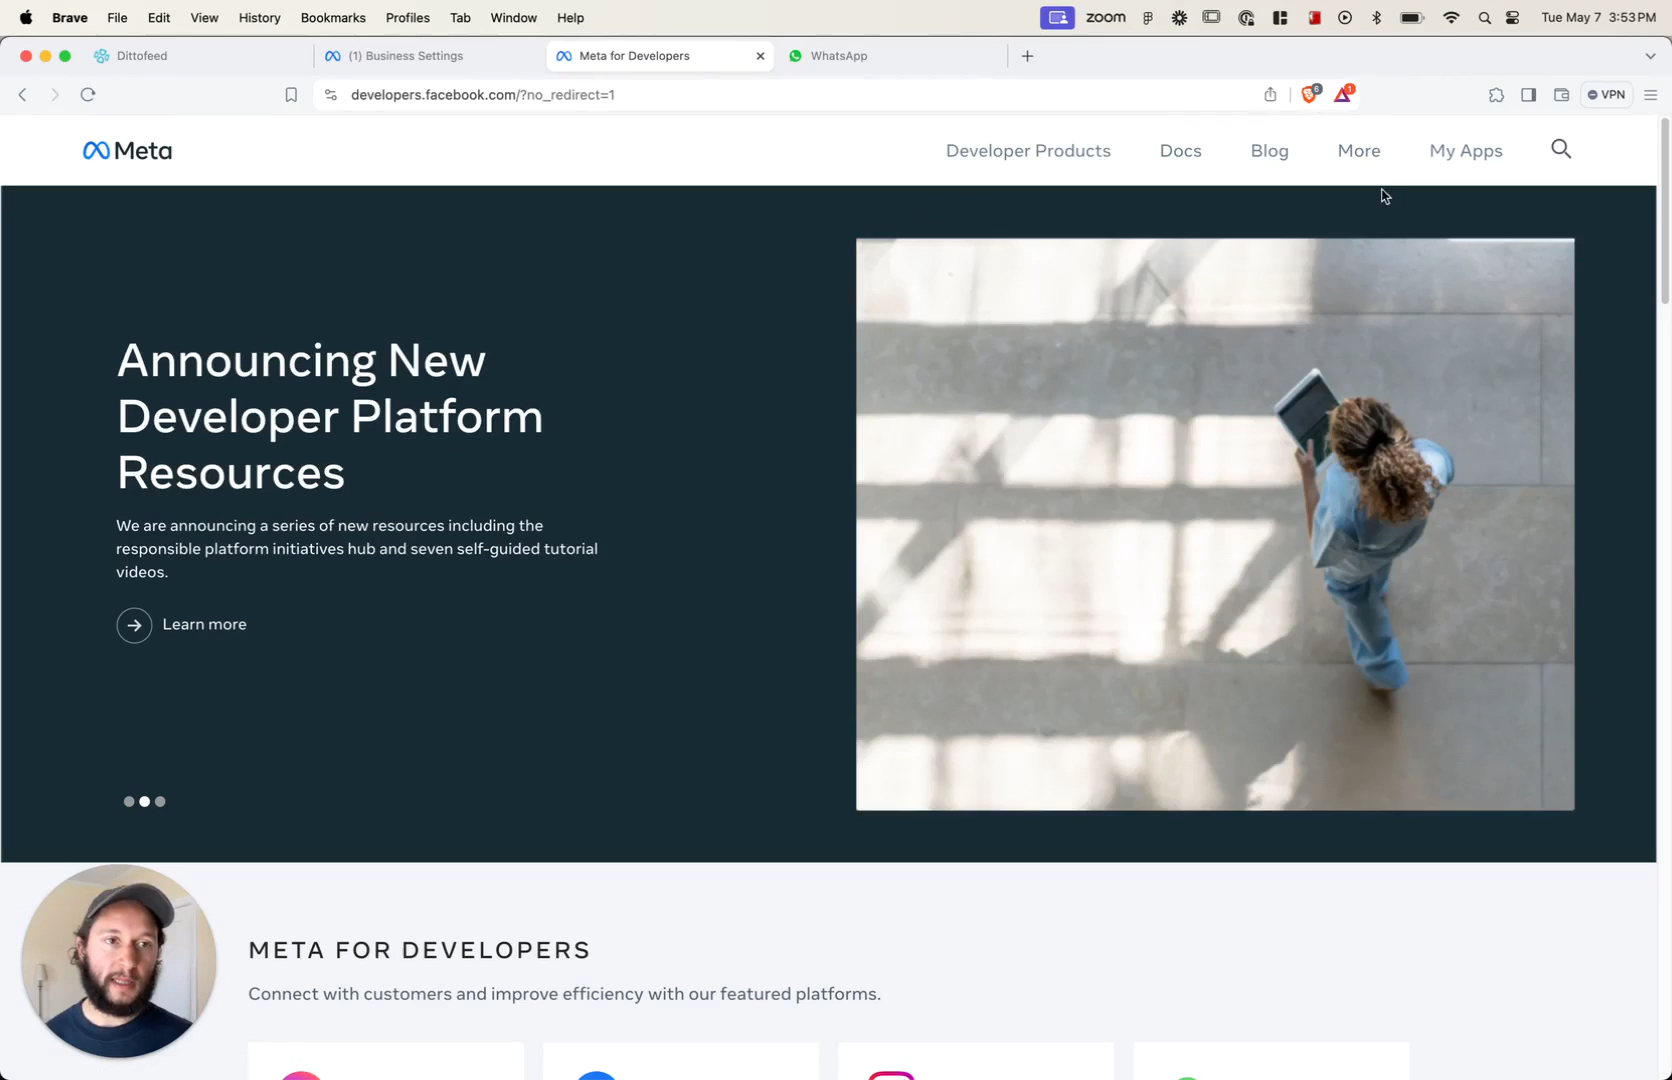 Brave File Edit View History Bookmarks Profiles Tab Window Help zoom Tue May 7 3:53 PM
Dittofeed (1) Business Settings Meta for Developers WhatsApp
developers.facebook.com/?no_redirect=1 6 1 VPN
Meta Developer Products Docs Blog More My Apps
Announcing New
Developer Platform
Resources
We are announcing a series of new resources including the
responsible platform initiatives hub and seven self-guided tutorial
videos.
Learn more
META FOR DEVELOPERS
Connect with customers and improve efficiency with our featured platforms.